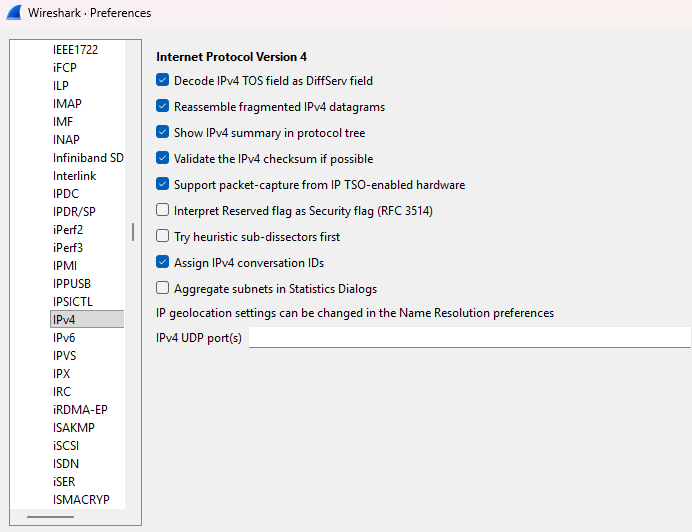 Wireshark · Preferences
IEEE1722
iFCP
ILP
IMAP
IMF
INAP
Infiniband SD
Interlink
IPDC
IPDR/SP
iPerf2
iPerf3
IPMI
IPPUSB
IPSICTL
IPv4
IPv6
IPVS
IPX
IRC
iRDMA-EP
ISAKMP
iSCSI
ISDN
iSER
ISMACRYP
Internet Protocol Version 4
Decode IPv4 TOS field as DiffServ field
Reassemble fragmented IPv4 datagrams
Show IPv4 summary in protocol tree
Validate the IPv4 checksum if possible
Support packet-capture from IP TSO-enabled hardware
Interpret Reserved flag as Security flag (RFC 3514)
Try heuristic sub-dissectors first
Assign IPv4 conversation IDs
Aggregate subnets in Statistics Dialogs
IP geolocation settings can be changed in the Name Resolution preferences
IPv4 UDP port(s)